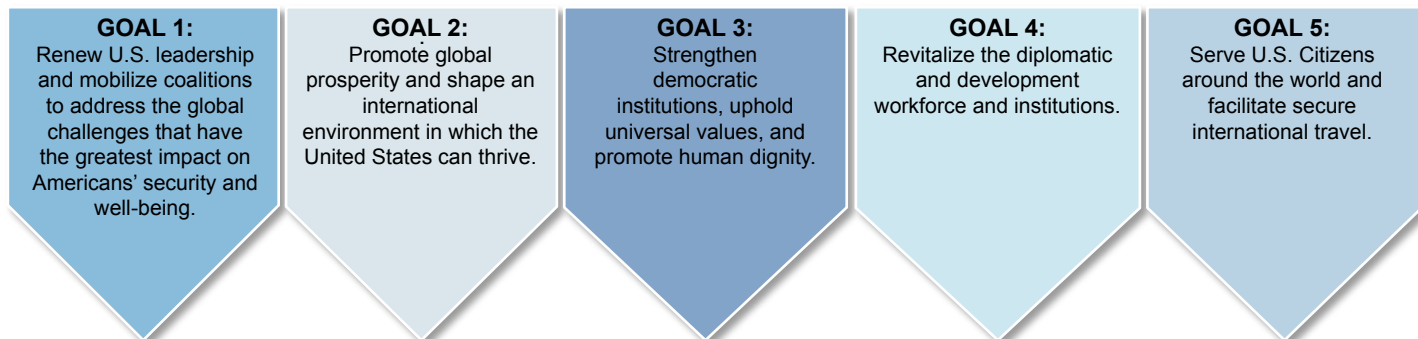 GOAL 1:
Renew U.S. leadership
and mobilize coalitions
to address the global
challenges that have
the greatest impact on
Americans' security and
well-being.
GOAL 2:
Promote global
prosperity and shape an
international
environment in which the
United States can thrive.
GOAL 3:
Strengthen
democratic
institutions, uphold
universal values, and
promote human dignity.
GOAL 4:
Revitalize the diplomatic
and development
workforce and institutions.
GOAL 5:
Serve U.S. Citizens
around the world and
facilitate secure
international travel.